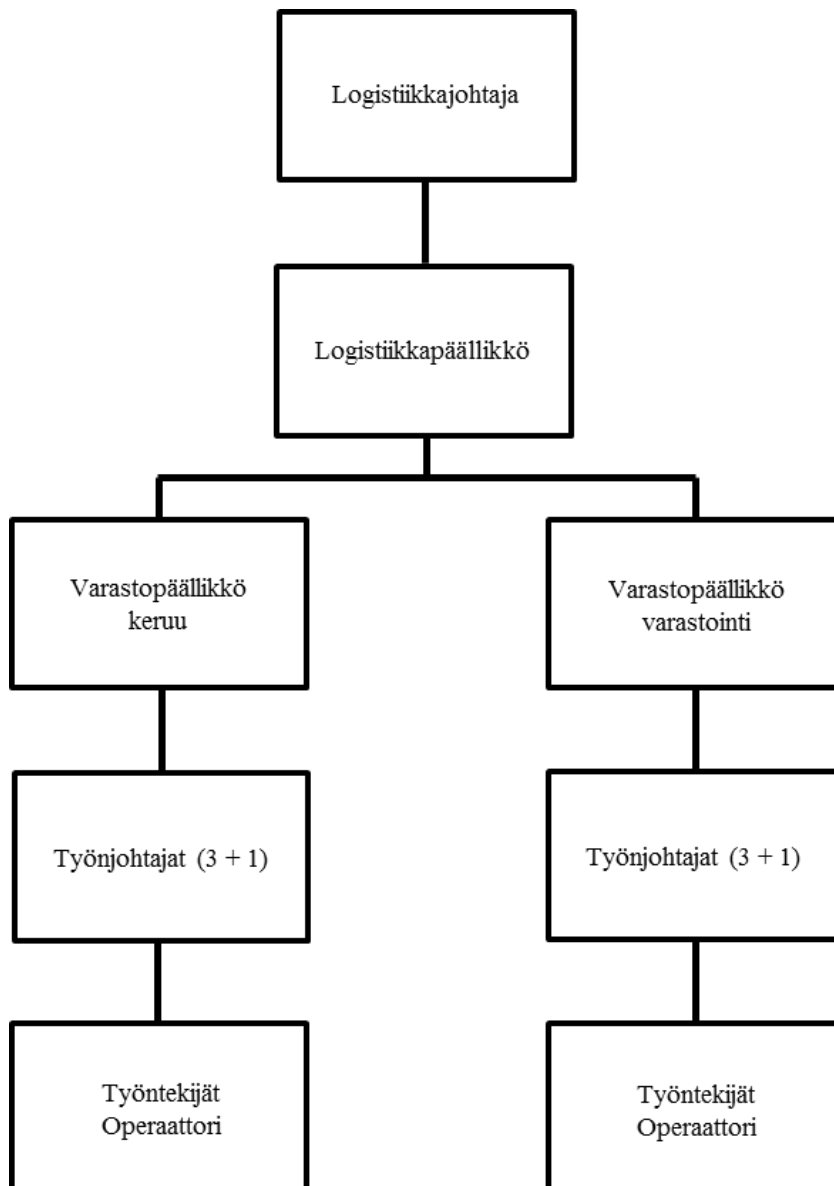 Logistiikkajohtaja
Logistiikkapäällikkö
Varastopäällikkö
keruu
Varastopäällikkö
varastointi
Työnjohtajat (3 + 1)
Työnjohtajat (3 + 1)
Työntekijät
Operaattori
Työntekijät
Operaattori